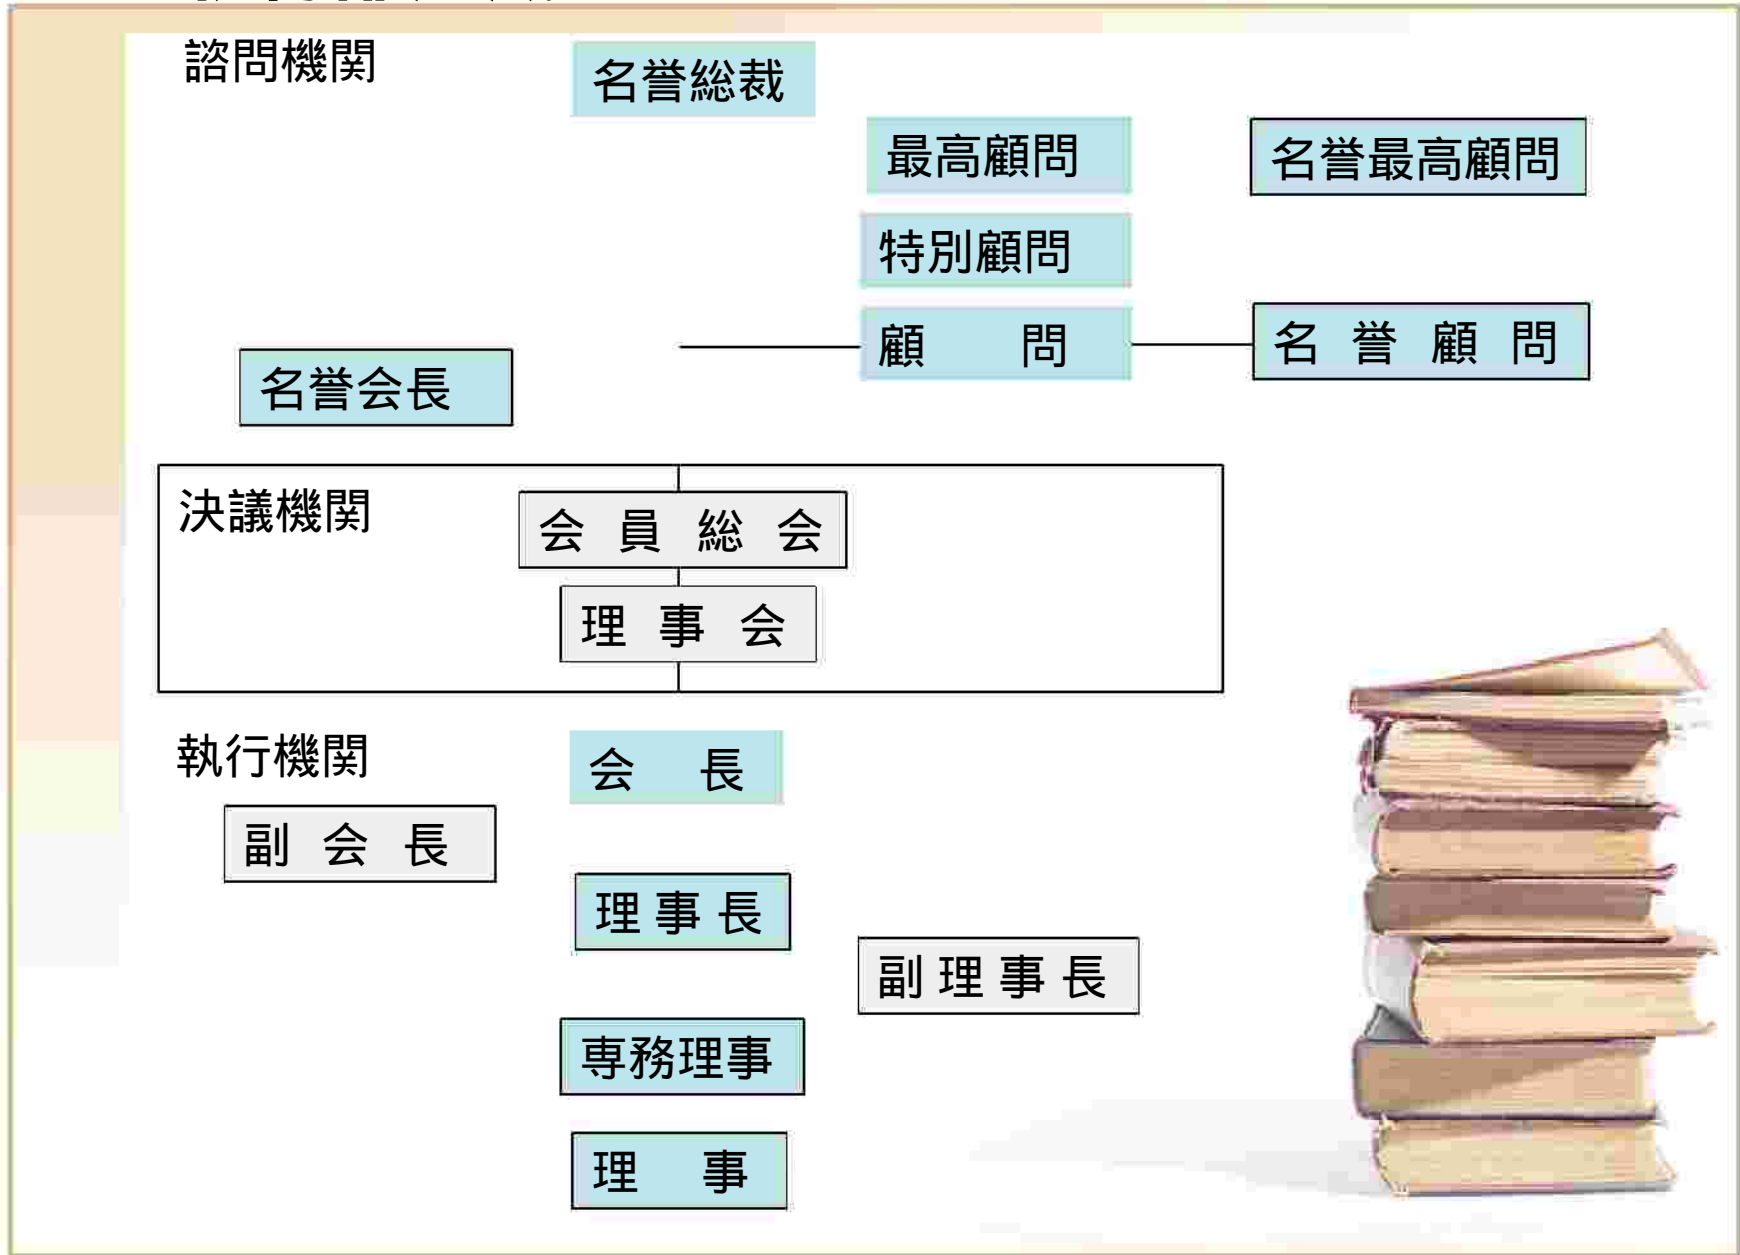 諮問機関
名誉総裁
最高顧問
名誉最高顧問
特別顧問
顧 問
名 誉 顧 問
名誉会長
決議機関
会 員 総 会
理 事 会
執行機関
会 長
副 会 長
理 事 長
副 理 事 長
専務理事
理 事